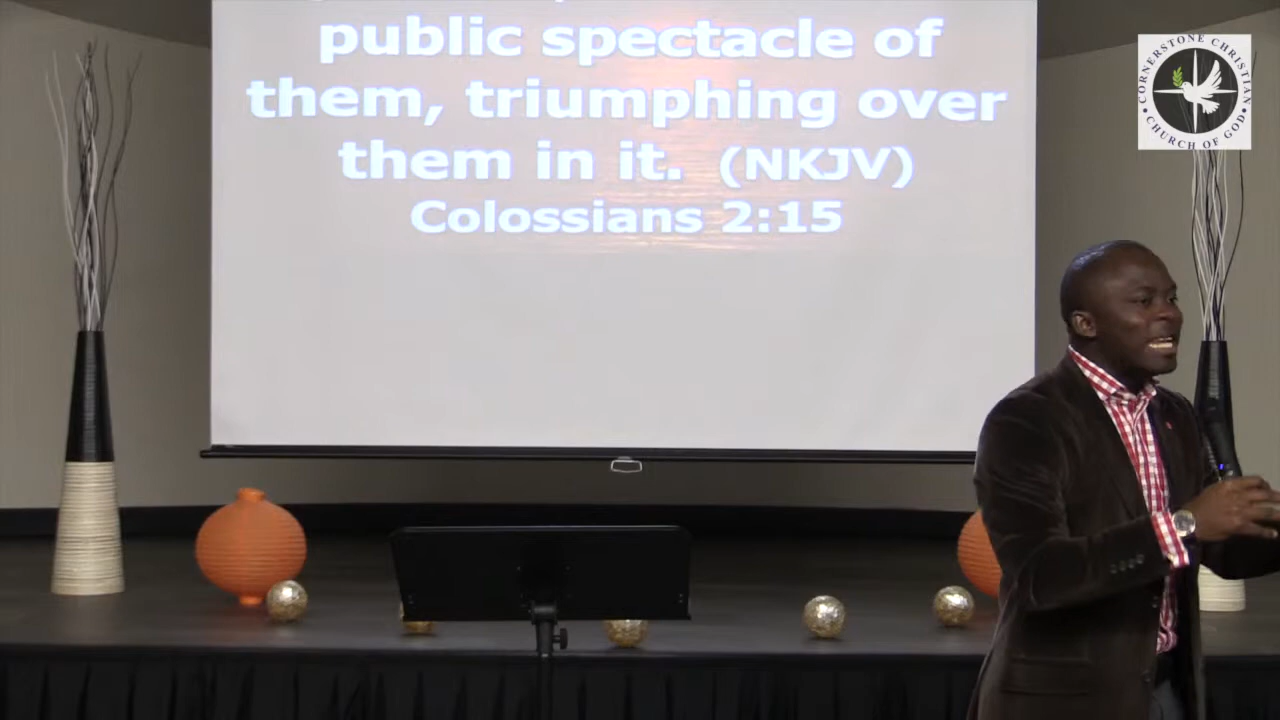 public spectacle of
them, triumphing over
them in it. (NKJV)
Colossians 2:15
CORNERSTONE CHRISTIAN
• CHURCH OF GOD •